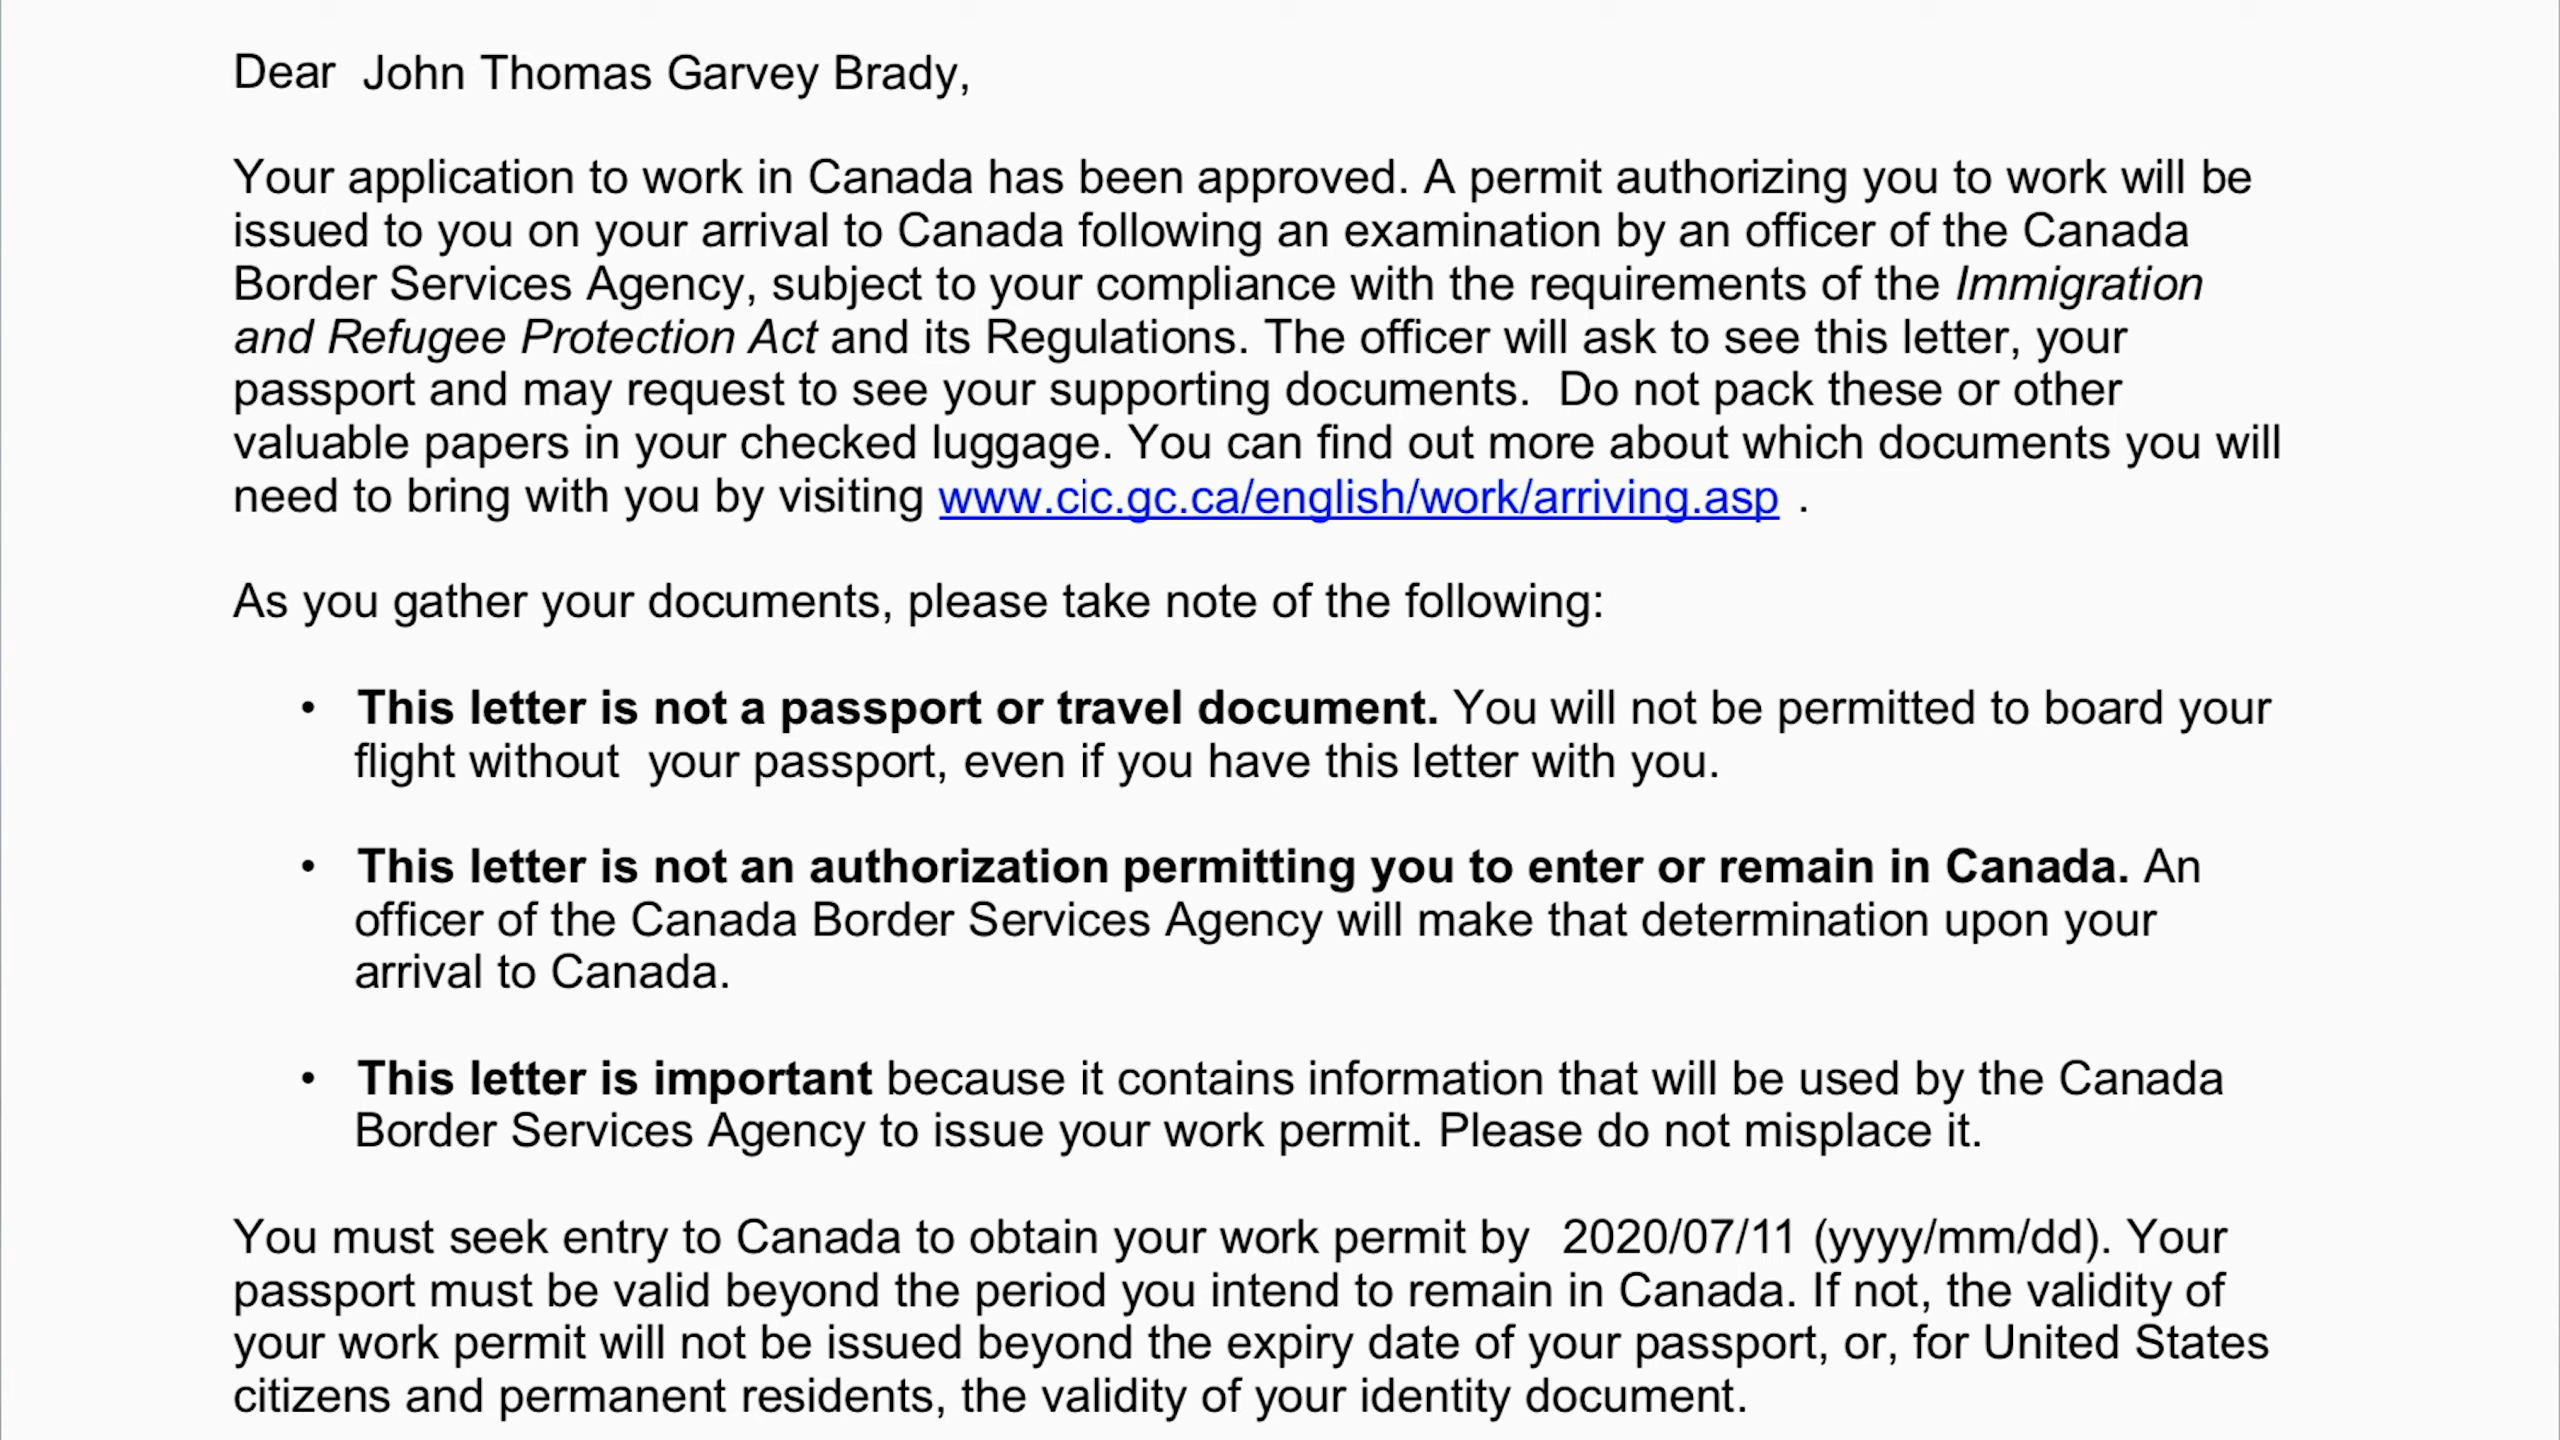 Dear John Thomas Garvey Brady,
Your application to work in Canada has been approved. A permit authorizing you to work will be
issued to you on your arrival to Canada following an examination by an officer of the Canada
Border Services Agency, subject to your compliance with the requirements of the Immigration
and Refugee Protection Act and its Regulations. The officer will ask to see this letter, your
passport and may request to see your supporting documents. Do not pack these or other
valuable papers in your checked luggage. You can find out more about which documents you will
need to bring with you by visiting www.cic.gc.ca/english/work/arriving.asp .
As you gather your documents, please take note of the following:
• This letter is not a passport or travel document. You will not be permitted to board your
flight without your passport, even if you have this letter with you.
• This letter is not an authorization permitting you to enter or remain in Canada. An
officer of the Canada Border Services Agency will make that determination upon your
arrival to Canada.
• This letter is important because it contains information that will be used by the Canada
Border Services Agency to issue your work permit. Please do not misplace it.
You must seek entry to Canada to obtain your work permit by 2020/07/11 (yyyy/mm/dd). Your
passport must be valid beyond the period you intend to remain in Canada. If not, the validity of
your work permit will not be issued beyond the expiry date of your passport, or, for United States
citizens and permanent residents, the validity of your identity document.